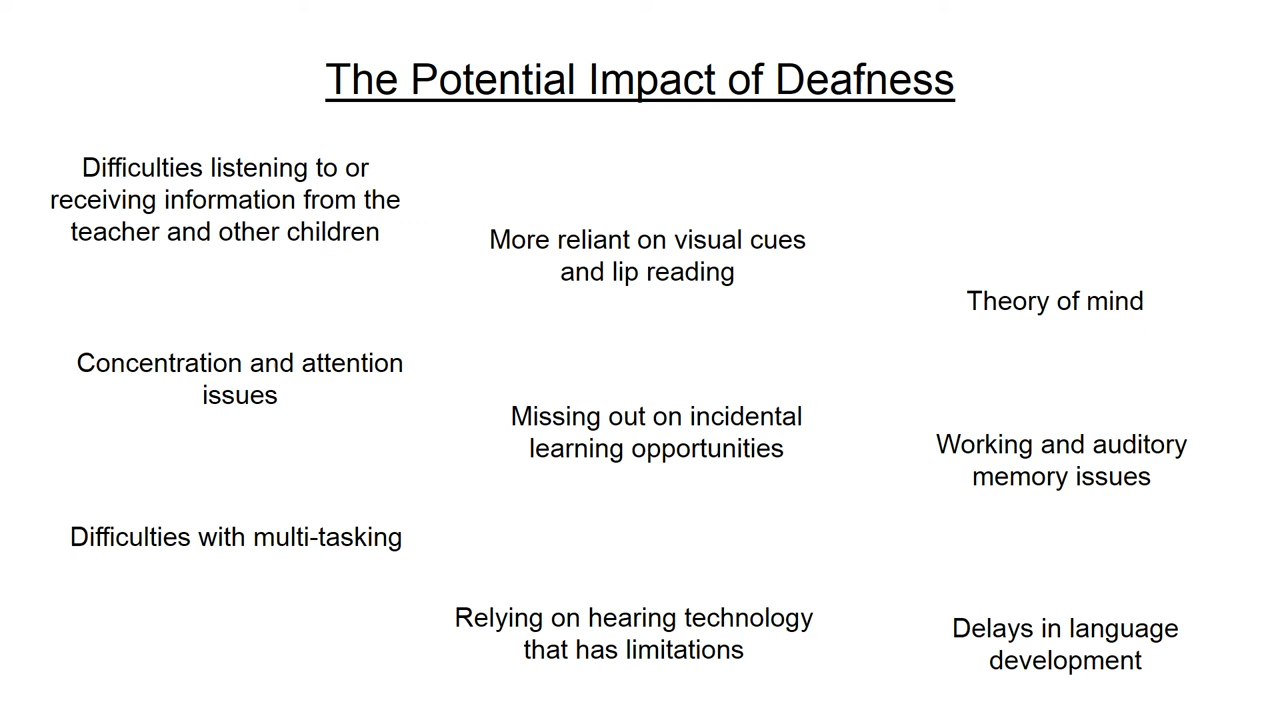 The Potential Impact of Deafness
Difficulties listening to or
receiving information from the
teacher and other children
More reliant on visual cues
and lip reading
Theory of mind
Concentration and attention
issues
Missing out on incidental
learning opportunities
Working and auditory
memory issues
Difficulties with multi-tasking
Relying on hearing technology
that has limitations
Delays in language
development